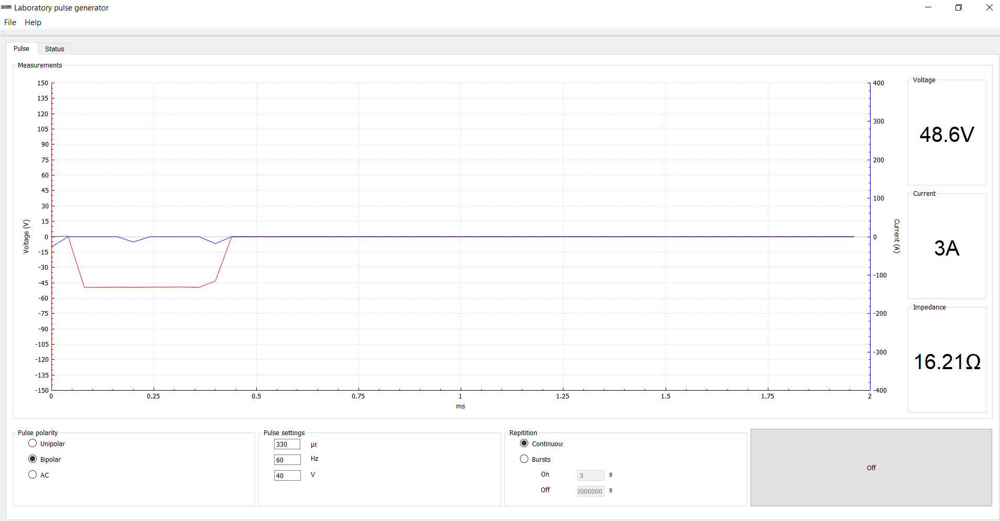 Laboratory pulse generator
File Help
Pulse Status
Measurements
150
135
120
105
90
75
60
45
30
15
0
-15
-30
-45
-60
-75
-90
-105
-120
-135
-150
Voltage (V)
0 0.25 0.5 0.75 1 1.25 1.5 1.75 2
ms
400
300
200
100
0
-100
-200
-300
-400
Current (A)
Voltage
48.6V
Current
3A
Impedance
16.21Ω
Pulse polarity
Unipolar
Bipolar
AC
Pulse settings
330 µs
60 Hz
40 V
Repitition
Continuous
Bursts
On 3 s
Off 2000000 s
Off